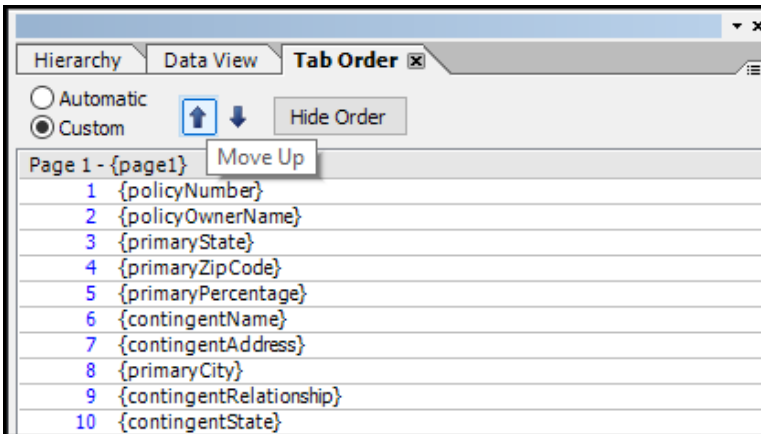 Hierarchy Data View Tab Order
Automatic
Custom
Hide Order
Move Up
Page 1 - {page1}
1 {policyNumber}
2 {policyOwnerName}
3 {primaryState}
4 {primaryZipCode}
5 {primaryPercentage}
6 {contingentName}
7 {contingentAddress}
8 {primaryCity}
9 {contingentRelationship}
10 {contingentState}